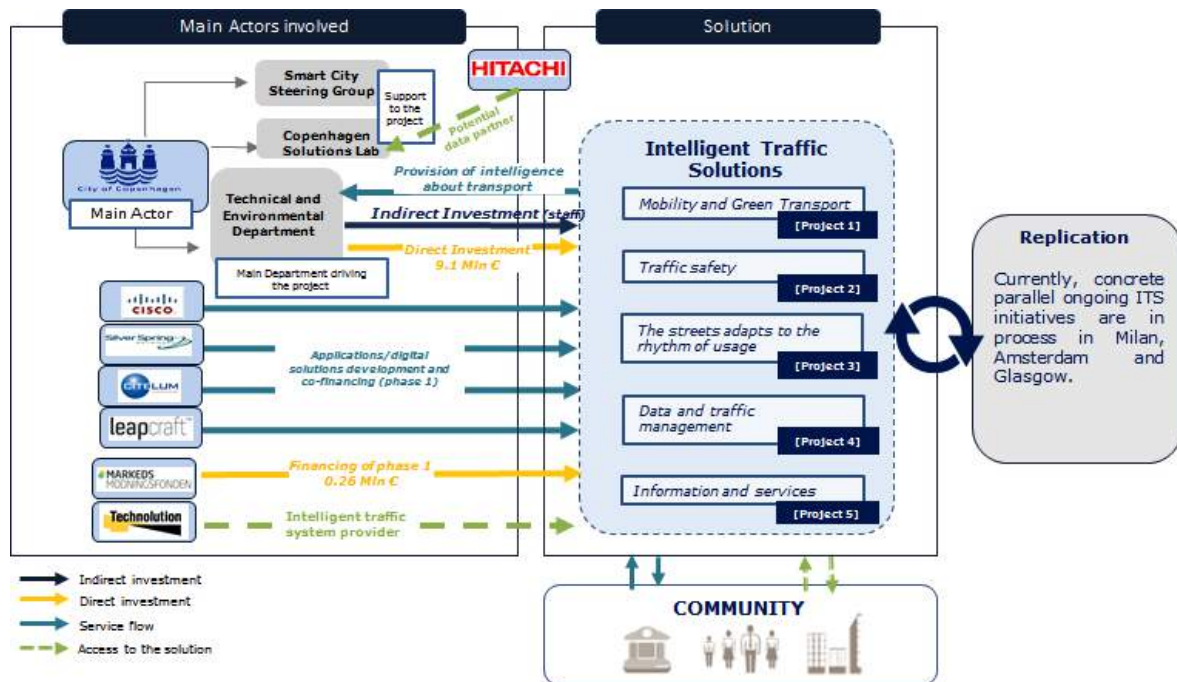 Main Actors involved
Solution
Smart City
Steering Group
HITACHI
Support
to the
project
Copenhagen
Solutions Lab
Potential
data partner
City of Copenhagen
Main Actor
Technical and
Environmental
Department
Main Department driving
the project
Provision of intelligence
about transport
Indirect Investment (staff)
Direct Investment
9.1 Mln €
CISCO
Silver Spring
CITELUM
leapcraft™
Applications/digital
solutions development and
co-financing (phase 1)
MARKEDS
MODNINGSFONDEN
Financing of phase 1
0.26 Mln €
Technolution
Intelligent traffic
system provider
Intelligent Traffic
Solutions
Mobility and Green Transport
[Project 1]
Traffic safety
[Project 2]
The streets adapts to the
rhythm of usage
[Project 3]
Data and traffic
management
[Project 4]
Information and services
[Project 5]
Replication
Currently, concrete
parallel ongoing ITS
initiatives are in
process in Milan,
Amsterdam and
Glasgow.
Indirect investment
Direct investment
Service flow
Access to the solution
COMMUNITY